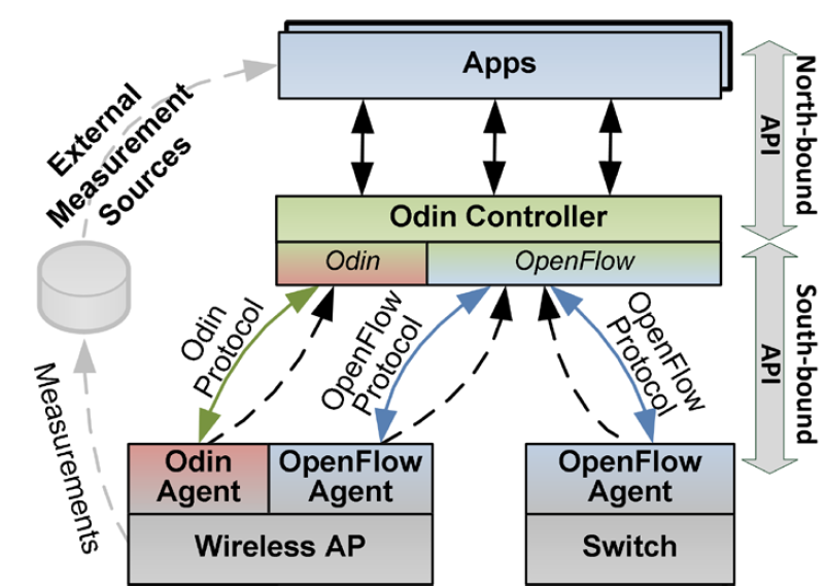 Apps
North-bound
API
External
Measurement
Sources
Odin Controller
Odin
OpenFlow
South-bound
API
Odin
Protocol
OpenFlow
Protocol
OpenFlow
Protocol
Measurements
Odin
Agent
OpenFlow
Agent
OpenFlow
Agent
Wireless AP
Switch